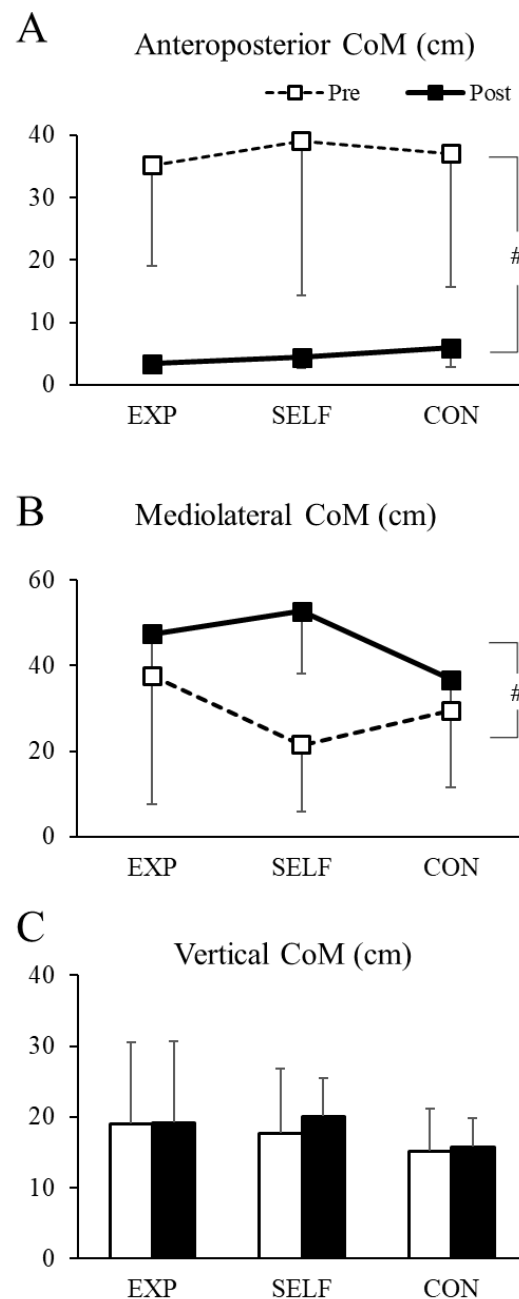 A
Anteroposterior CoM (cm)
Pre Post
40
30
20
10
0
#
EXP SELF CON
B
Mediolateral CoM (cm)
60
40
20
0
#
EXP SELF CON
C
Vertical CoM (cm)
40
30
20
10
0
EXP SELF CON